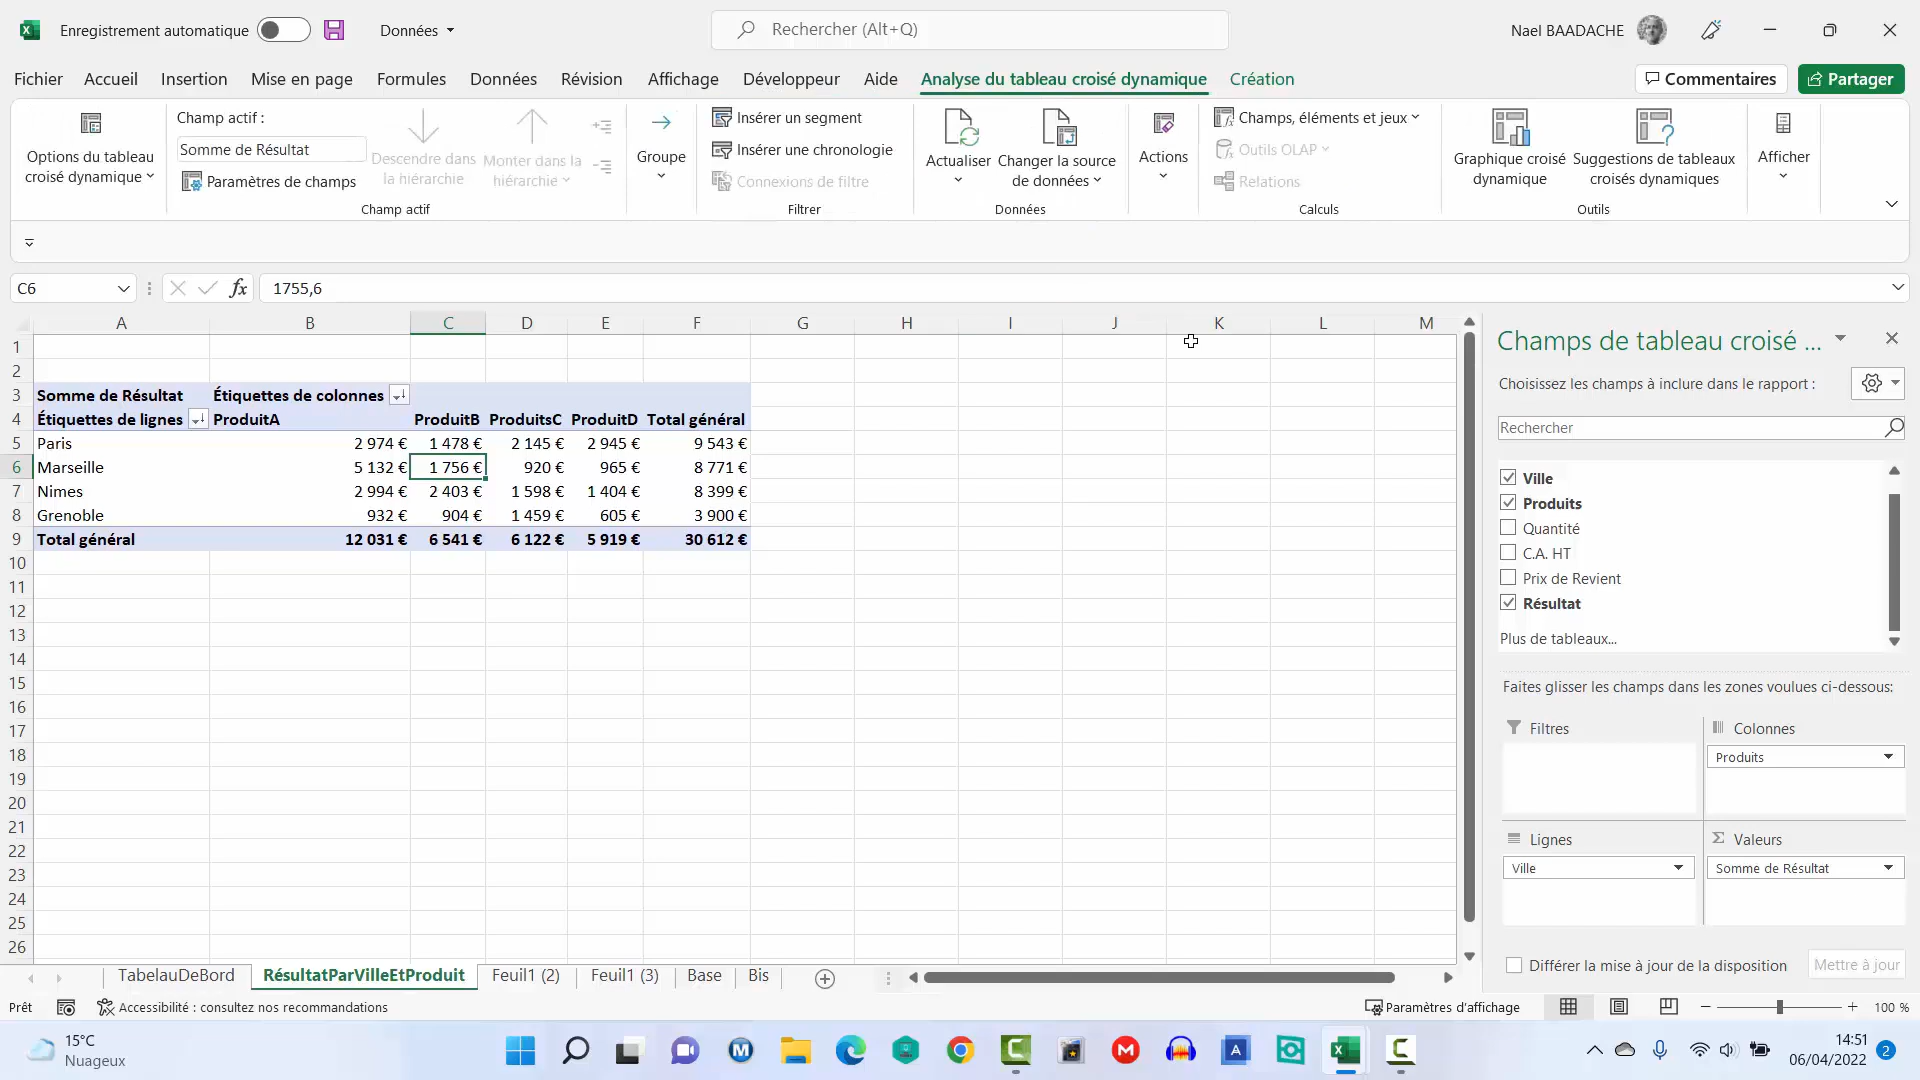 Enregistrement automatique
Données
Rechercher (Alt+Q)
Nael BAADACHE
Fichier Accueil Insertion Mise en page Formules Données Révision Affichage Développeur Aide Analyse du tableau croisé dynamique Création
Commentaires
Partager
Options du tableau
croisé dynamique
Champ actif :
Somme de Résultat
Paramètres de champs
Descendre dans
la hiérarchie
Monter dans la
hiérarchie
Champ actif
Groupe
Insérer un segment
Insérer une chronologie
Connexions de filtre
Filtrer
Actualiser
Changer la source
de données
Données
Actions
Champs, éléments et jeux
Outils OLAP
Relations
Calculs
Graphique croisé
dynamique
Suggestions de tableaux
croisés dynamiques
Outils
Afficher
C6
fx
1755,6
A B C D E F G H I J K L M
1
2
3 Somme de Résultat Étiquettes de colonnes
4 Étiquettes de lignes ProduitA ProduitB ProduitsC ProduitD Total général
5 Paris 2 974 € 1 478 € 2 145 € 2 945 € 9 543 €
6 Marseille 5 132 € 1 756 € 920 € 965 € 8 771 €
7 Nimes 2 994 € 2 403 € 1 598 € 1 404 € 8 399 €
8 Grenoble 932 € 904 € 1 459 € 605 € 3 900 €
9 Total général 12 031 € 6 541 € 6 122 € 5 919 € 30 612 €
10
11
12
13
14
15
16
17
18
19
20
21
22
23
24
25
26
Champs de tableau croisé ...
Choisissez les champs à inclure dans le rapport :
Rechercher
Ville
Produits
Quantité
C.A. HT
Prix de Revient
Résultat
Plus de tableaux...
Faites glisser les champs dans les zones voulues ci-dessous:
Filtres
Colonnes
Produits
Lignes
Ville
Valeurs
Somme de Résultat
Différer la mise à jour de la disposition
Mettre à jour
TabelauDeBord RésultatParVilleEtProduit Feuil1 (2) Feuil1 (3) Base Bis
Prêt
Accessibilité : consultez nos recommandations
Paramètres d'affichage
100 %
15°C
Nuageux
14:51
06/04/2022
2